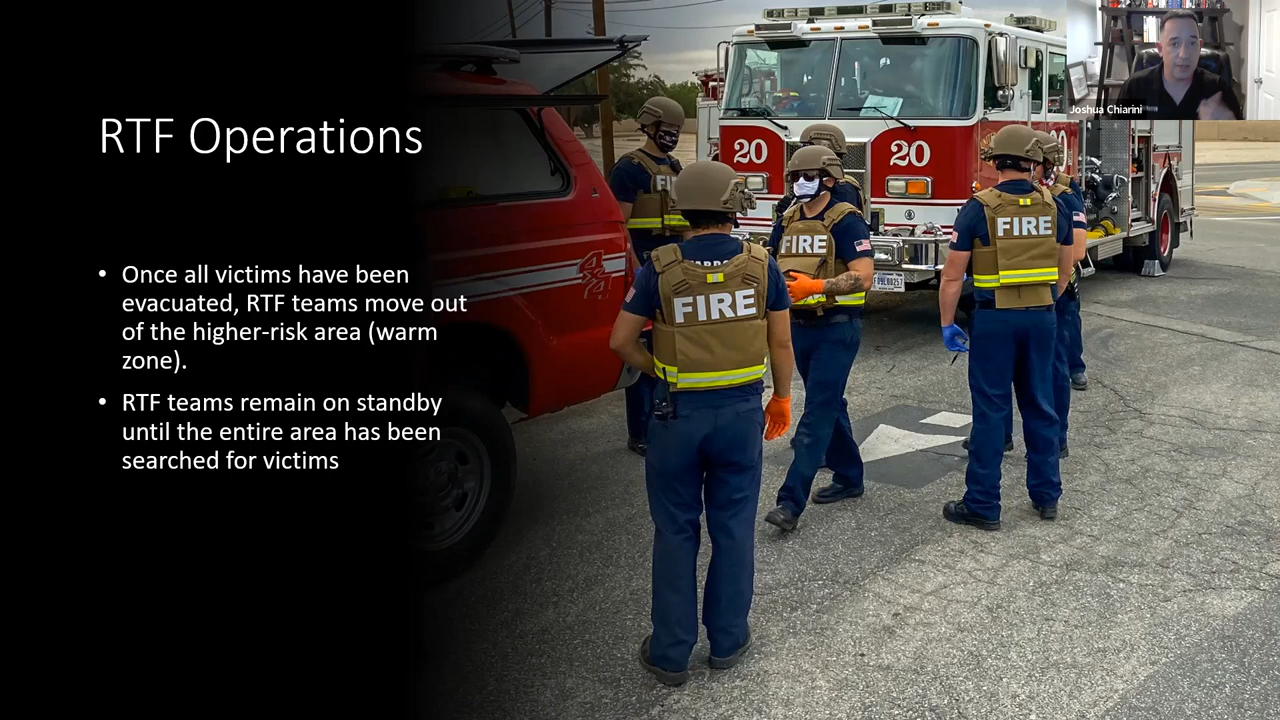 RTF Operations
• Once all victims have been
evacuated, RTF teams move out
of the higher-risk area (warm
zone).
• RTF teams remain on standby
until the entire area has been
searched for victims
Joshua Chiarini
20
20
FIRE
FIRE
FIRE
4x4